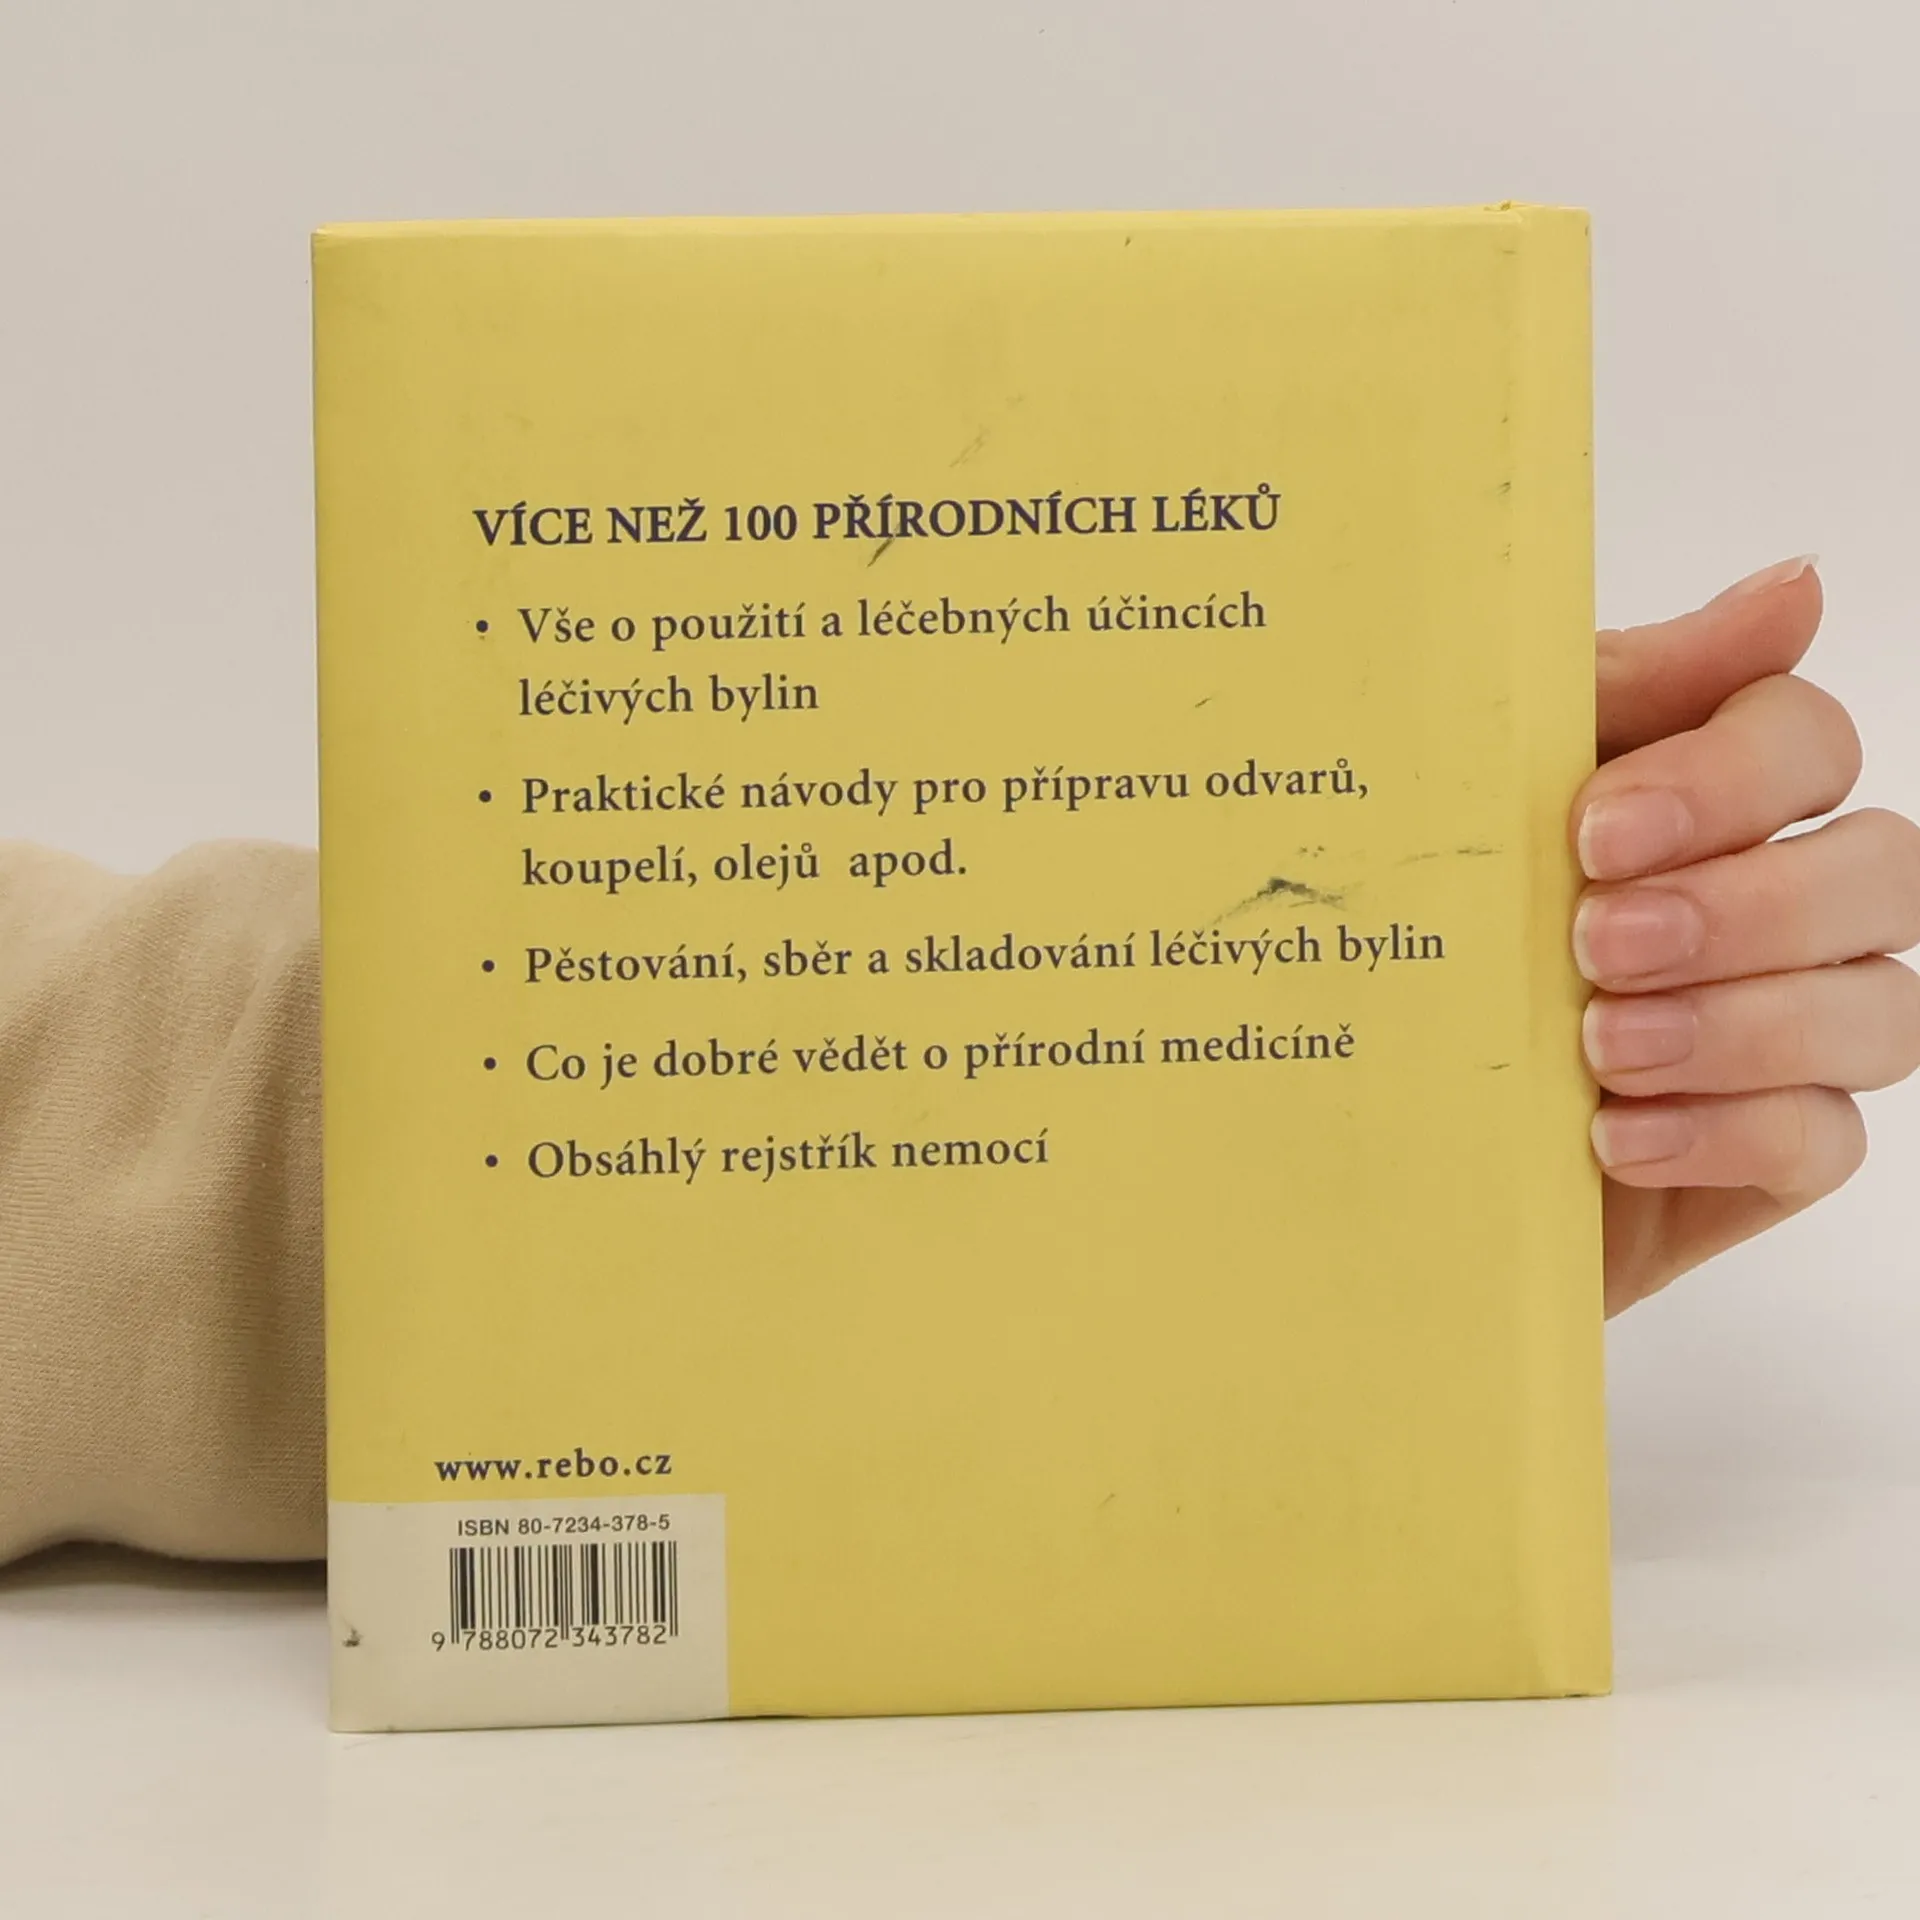 VÍCE NEŽ 100 PŘÍRODNÍCH LÉKŮ
• Vše o použití a léčebných účincích
léčivých bylin
• Praktické návody pro přípravu odvarů,
koupelí, olejů apod.
• Pěstování, sběr a skladování léčivých bylin
• Co je dobré vědět o přírodní medicíně
• Obsáhlý rejstřík nemocí
www.rebo.cz
ISBN 80-7234-378-5
9 788072 343782